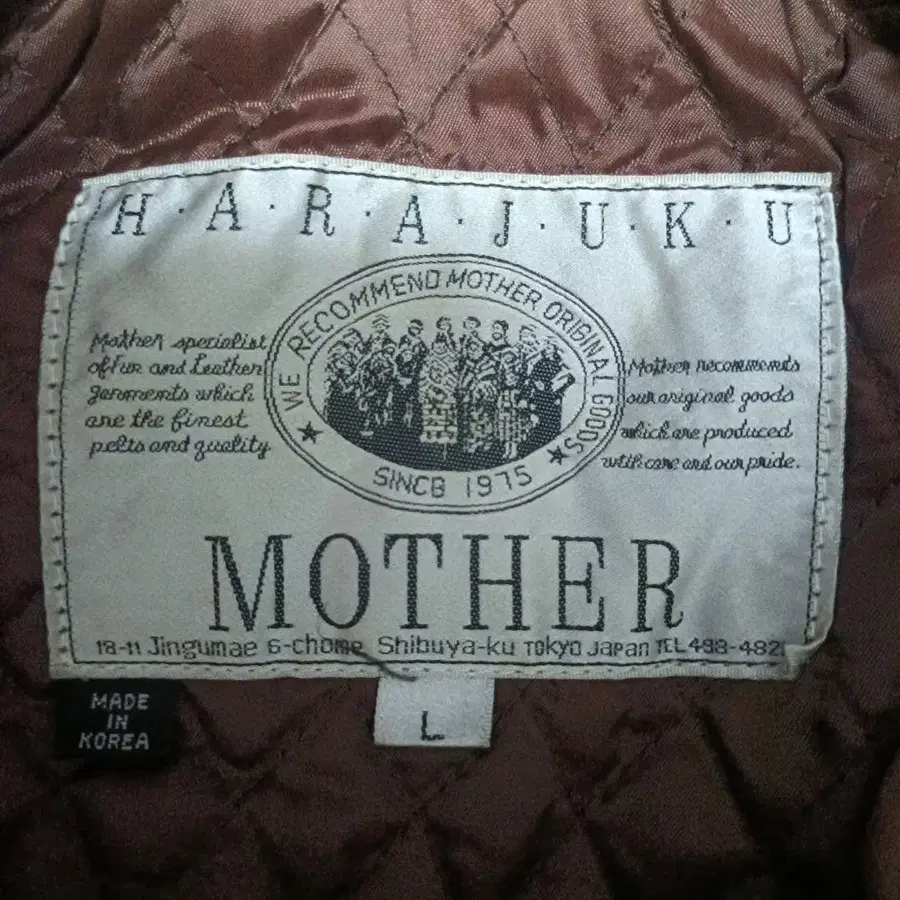 H·A·R·A·J·U·K·U
WE RECOMMEND MOTHER ORIGINAL GOODS
SINCE 1975
Mother specialist
of Fur and Leather
garments which
are the finest
pelts and quality
Mother recommends
our original goods
which are produced
with care and our pride.
MOTHER
18-11 Jingumae 6-chome Shibuya-ku TOKYO JAPAN TEL 498-482
MADE
IN
KOREA
L